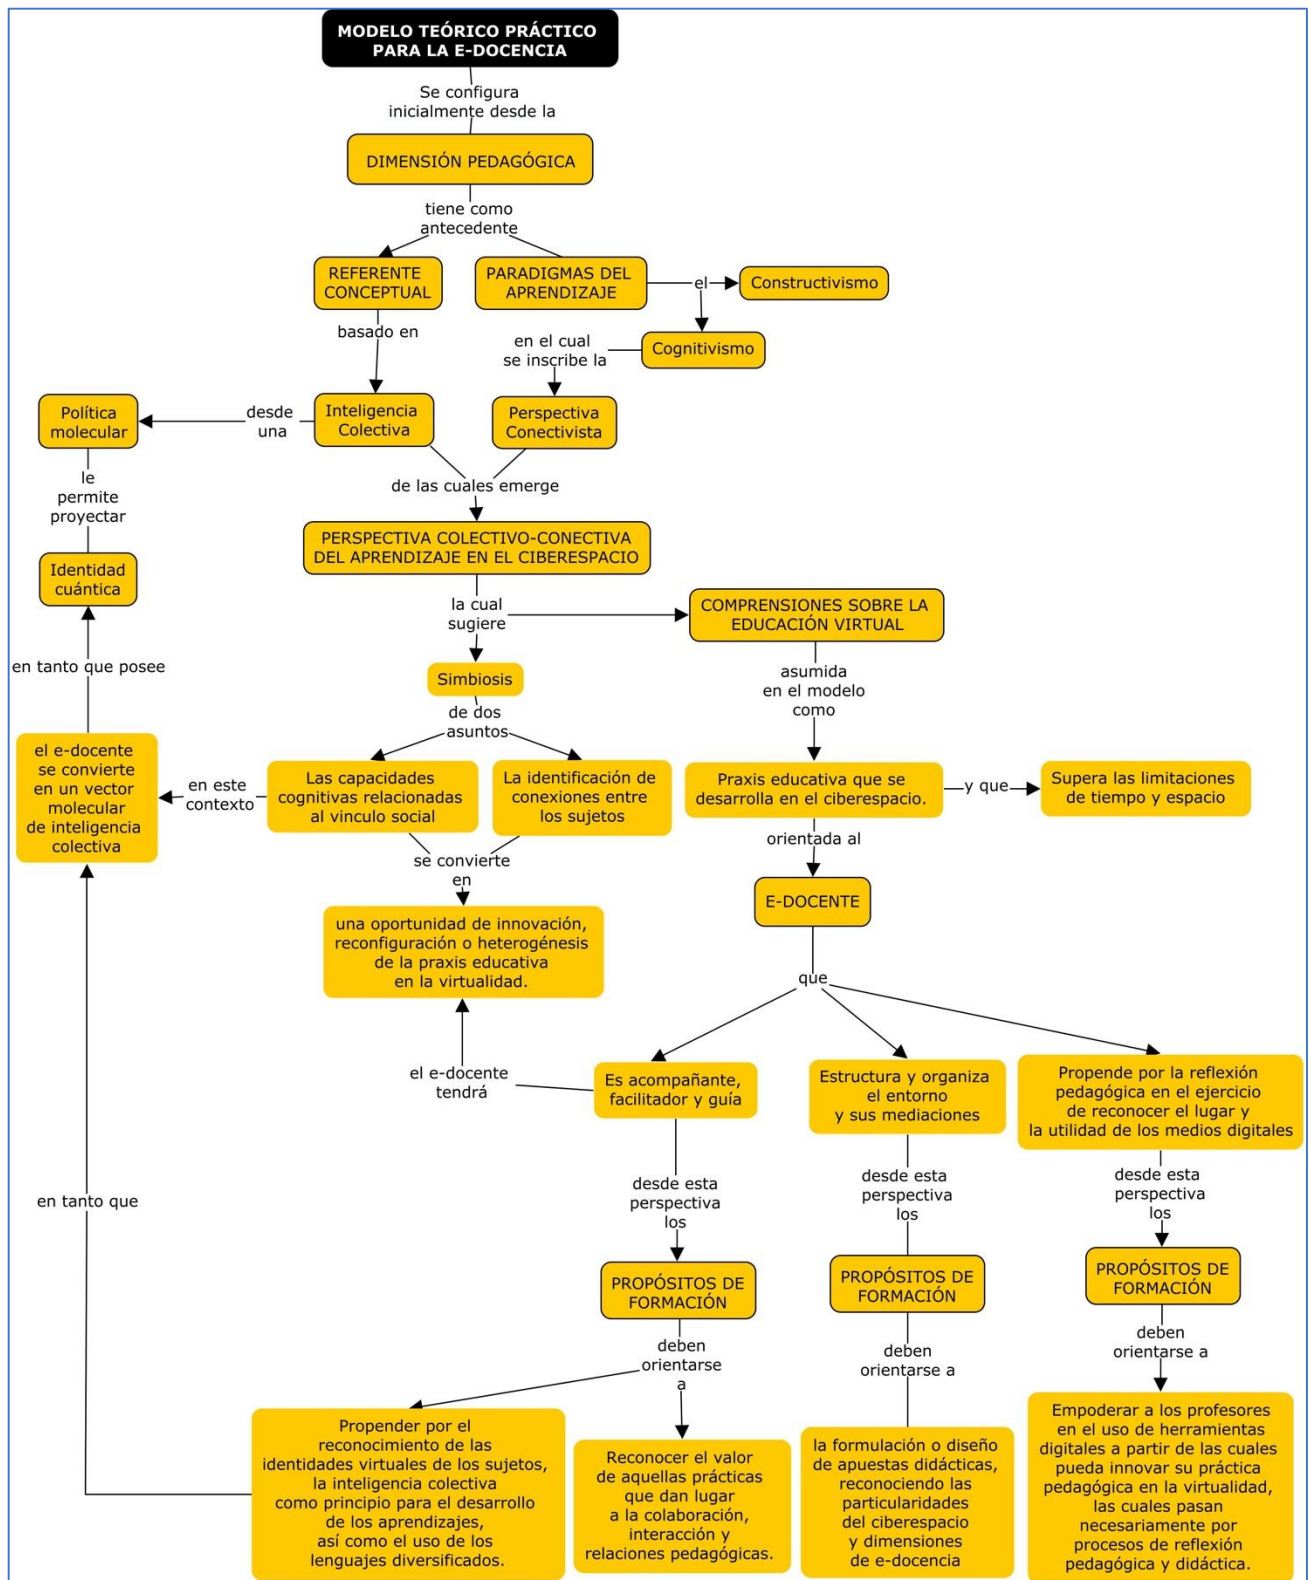 MODELO TEÓRICO PRÁCTICO
PARA LA E-DOCENCIA
Se configura
inicialmente desde la
DIMENSIÓN PEDAGÓGICA
tiene como
antecedente
REFERENTE
CONCEPTUAL
PARADIGMAS DEL
APRENDIZAJE
el
Constructivismo
basado en
en el cual
se inscribe la
Cognitivismo
Política
molecular
desde
una
Inteligencia
Colectiva
Perspectiva
Conectivista
le
permite
proyectar
de las cuales emerge
Identidad
cuántica
PERSPECTIVA COLECTIVO-CONECTIVA
DEL APRENDIZAJE EN EL CIBERESPACIO
la cual
sugiere
COMPRENSIONES SOBRE LA
EDUCACIÓN VIRTUAL
en tanto que posee
Simbiosis
asumida
en el modelo
como
de dos
asuntos
el e-docente
se convierte
en un vector
molecular
de inteligencia
colectiva
en este
contexto
Las capacidades
cognitivas relacionadas
al vinculo social
La identificación de
conexiones entre
los sujetos
Praxis educativa que se
desarrolla en el ciberespacio.
y que
Supera las limitaciones
de tiempo y espacio
se convierte
en
orientada al
E-DOCENTE
una oportunidad de innovación,
reconfiguración o heterogénesis
de la praxis educativa
en la virtualidad.
que
el e-docente
tendrá
Es acompañante,
facilitador y guía
Estructura y organiza
el entorno
y sus mediaciones
Propende por la reflexión
pedagógica en el ejercicio
de reconocer el lugar y
la utilidad de los medios digitales
en tanto que
desde esta
perspectiva
los
desde esta
perspectiva
los
desde esta
perspectiva
los
PROPÓSITOS DE
FORMACIÓN
PROPÓSITOS DE
FORMACIÓN
PROPÓSITOS DE
FORMACIÓN
deben
orientarse
a
deben
orientarse a
deben
orientarse a
Propender por el
reconocimiento de las
identidades virtuales de los sujetos,
la inteligencia colectiva
como principio para el desarrollo
de los aprendizajes,
así como el uso de los
lenguajes diversificados.
Reconocer el valor
de aquellas prácticas
que dan lugar
a la colaboración,
interacción y
relaciones pedagógicas.
la formulación o diseño
de apuestas didácticas,
reconociendo las
particularidades
del ciberespacio
y dimensiones
de e-docencia
Empoderar a los profesores
en el uso de herramientas
digitales a partir de las cuales
pueda innovar su práctica
pedagógica en la virtualidad,
las cuales pasan
necesariamente por
procesos de reflexión
pedagógica y didáctica.